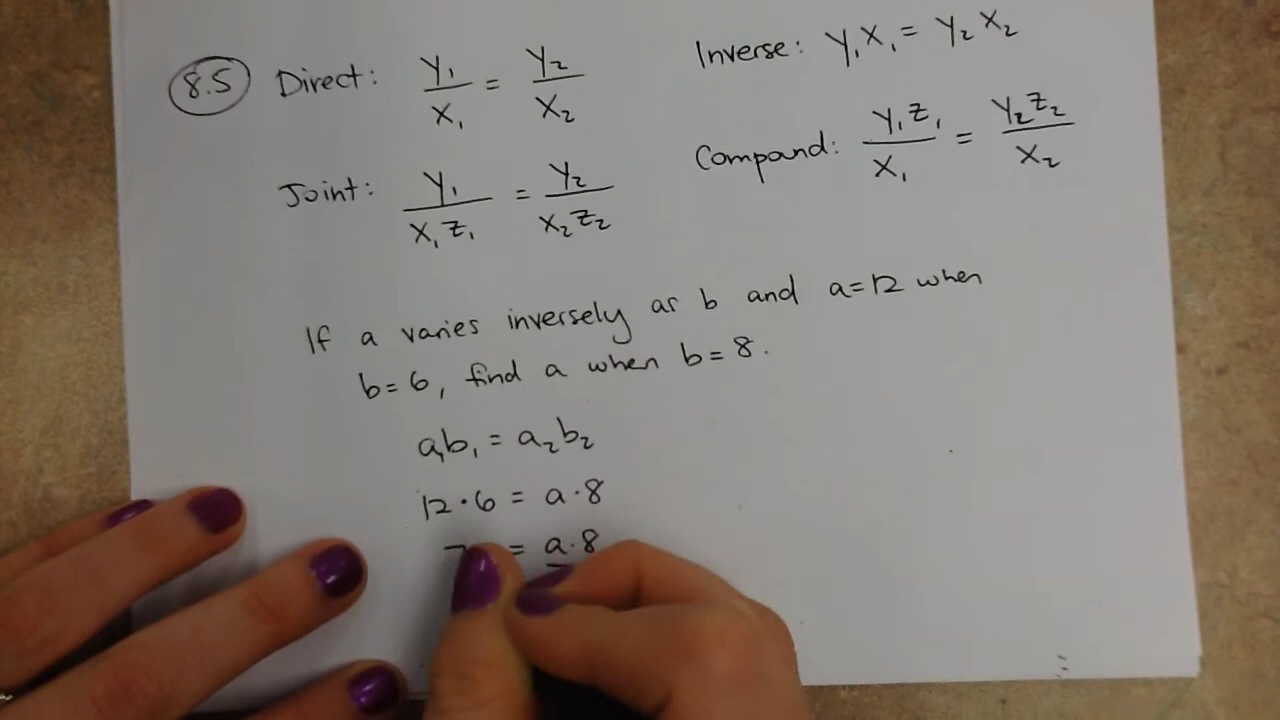 8.5 Direct: Y₁/X₁ = Y₂/X₂ Inverse: Y₁X₁ = Y₂X₂
Joint: Y₁/X₁Z₁ = Y₂/X₂Z₂ Compound: Y₁Z₁/X₁ = Y₂Z₂/X₂
If a varies inversely as b and a=12 when
b=6, find a when b=8.
a₁b₁ = a₂b₂
12·6 = a·8
= a·8